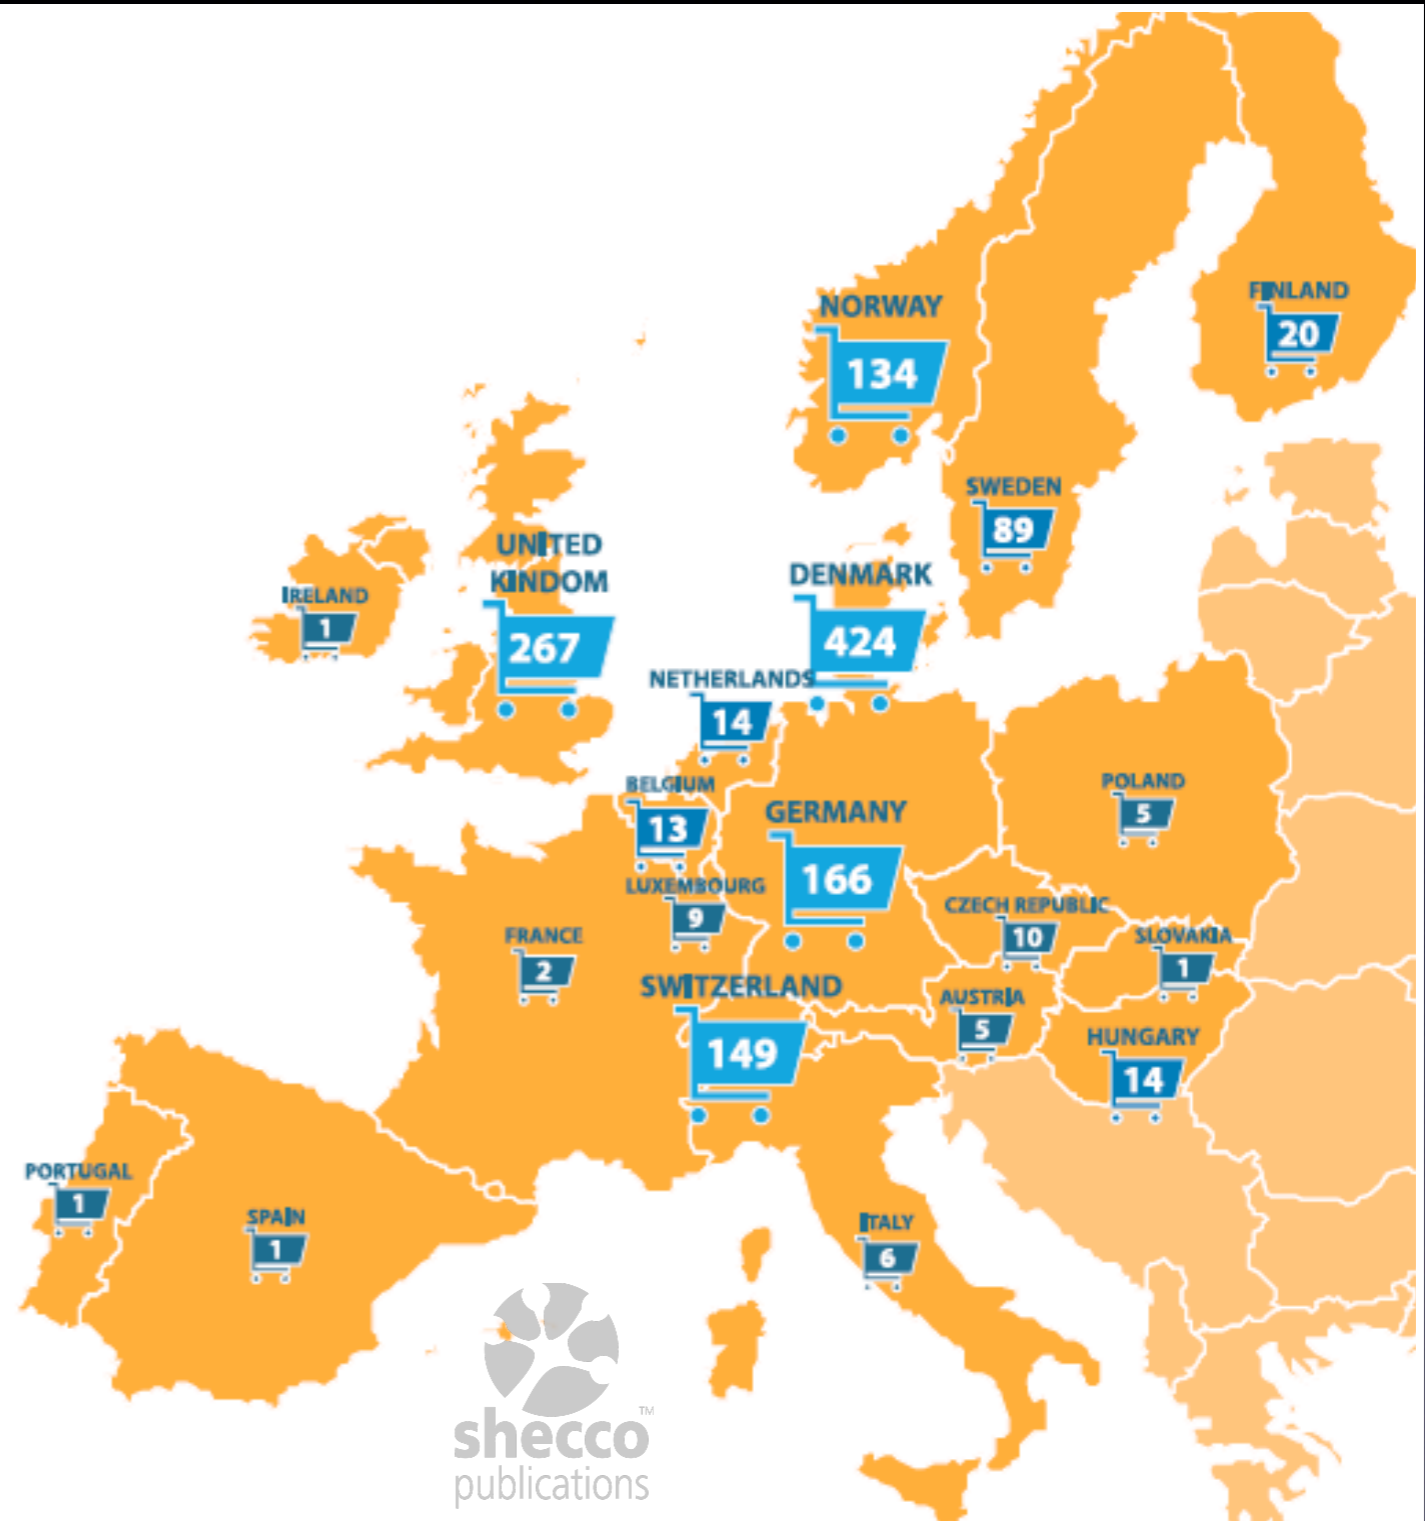 NORWAY
134
FINLAND
20
SWEDEN
89
UNITED
KINDOM
267
IRELAND
1
DENMARK
424
NETHERLANDS
14
BELGIUM
13
POLAND
5
GERMANY
166
LUXEMBOURG
9
CZECH REPUBLIC
10
FRANCE
2
SLOVAKIA
1
SWITZERLAND
149
AUSTRIA
5
HUNGARY
14
PORTUGAL
1
SPAIN
1
ITALY
6
shecco™
publications